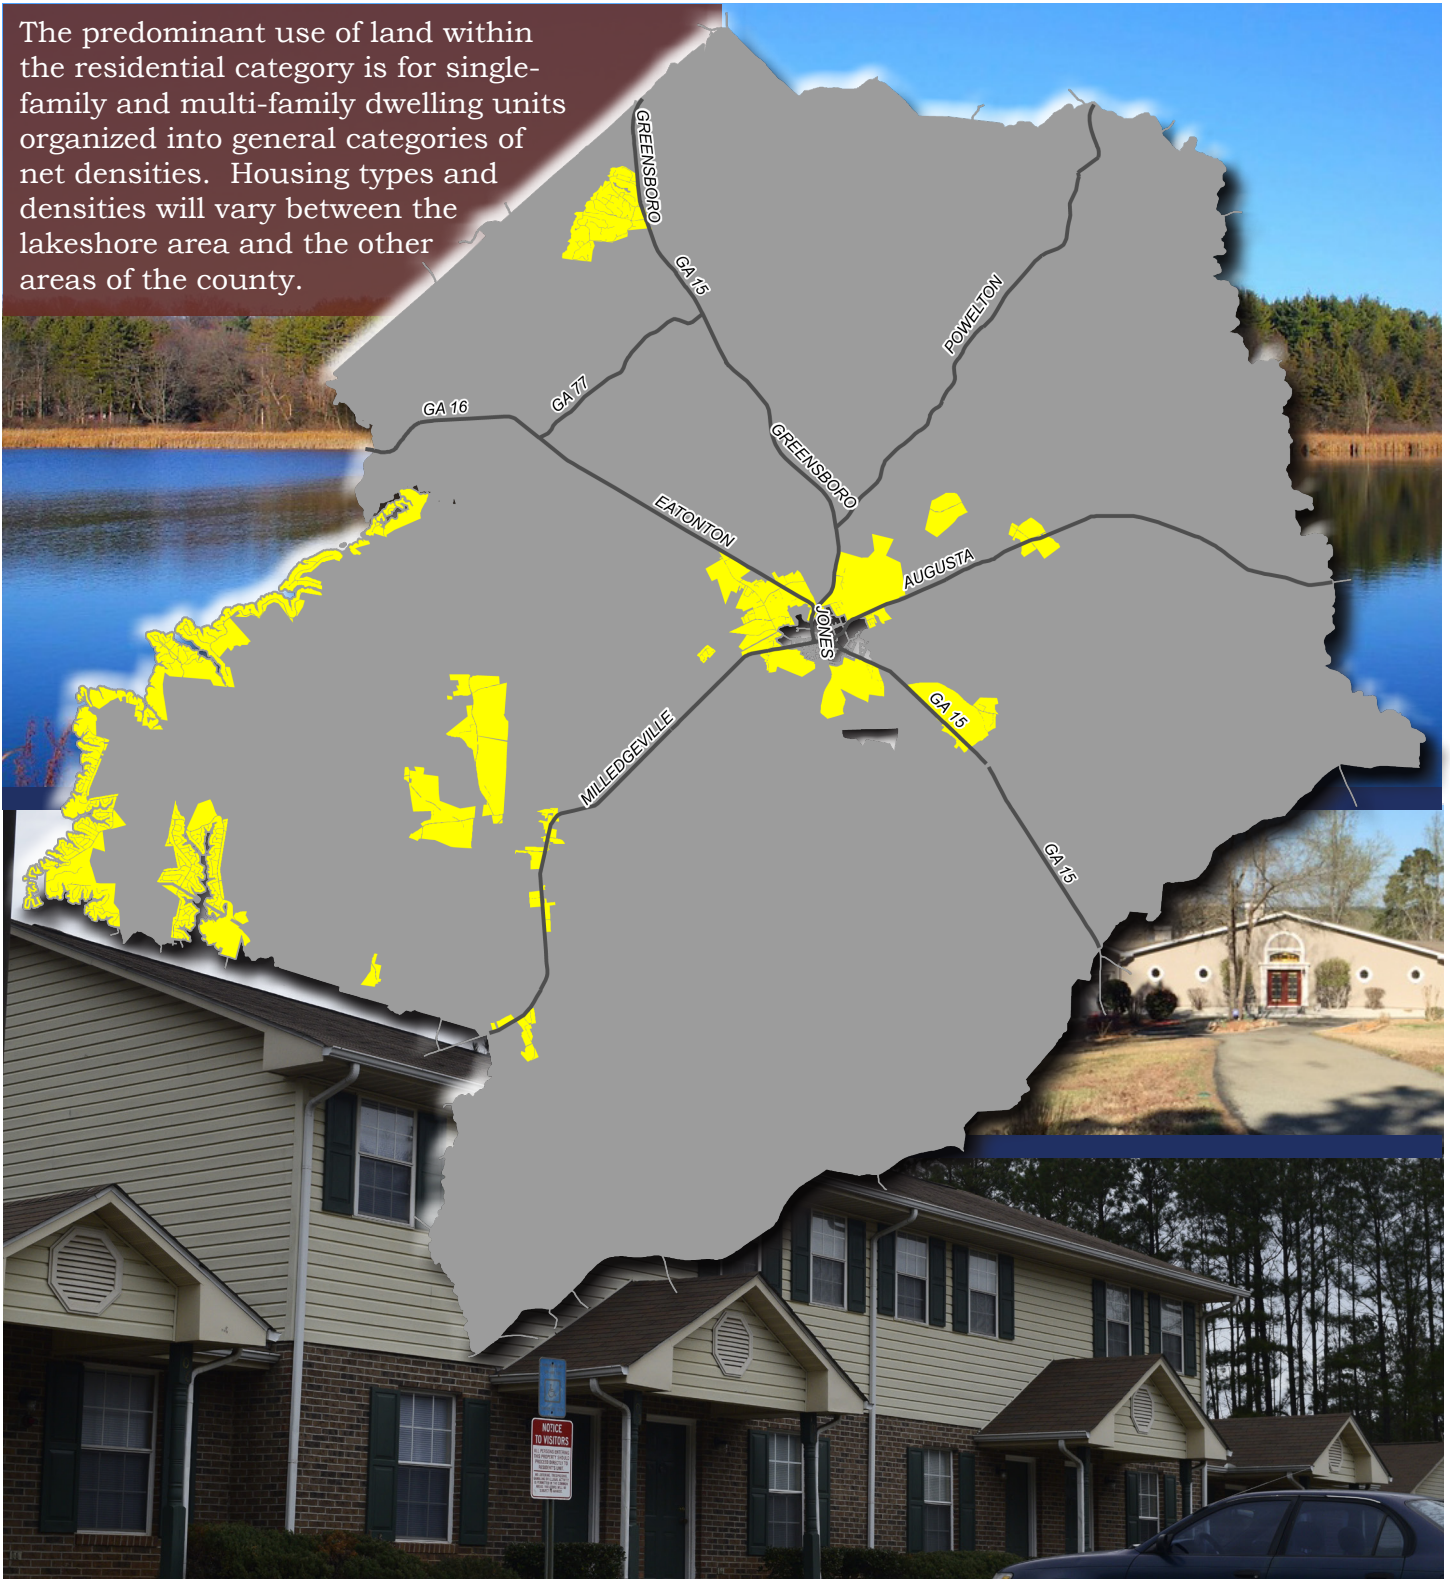 The predominant use of land within
the residential category is for single-
family and multi-family dwelling units
organized into general categories of
net densities.  Housing types and
densities will vary between the
lakeshore area and the other
areas of the county.
GREENSBORO
GA 15
POWELTON
GA 77
GA 16
GREENSBORO
EATONTON
AUGUSTA
JONES
GA 15
MILLEDGEVILLE
GA 15
NOTICE
TO VISITORS